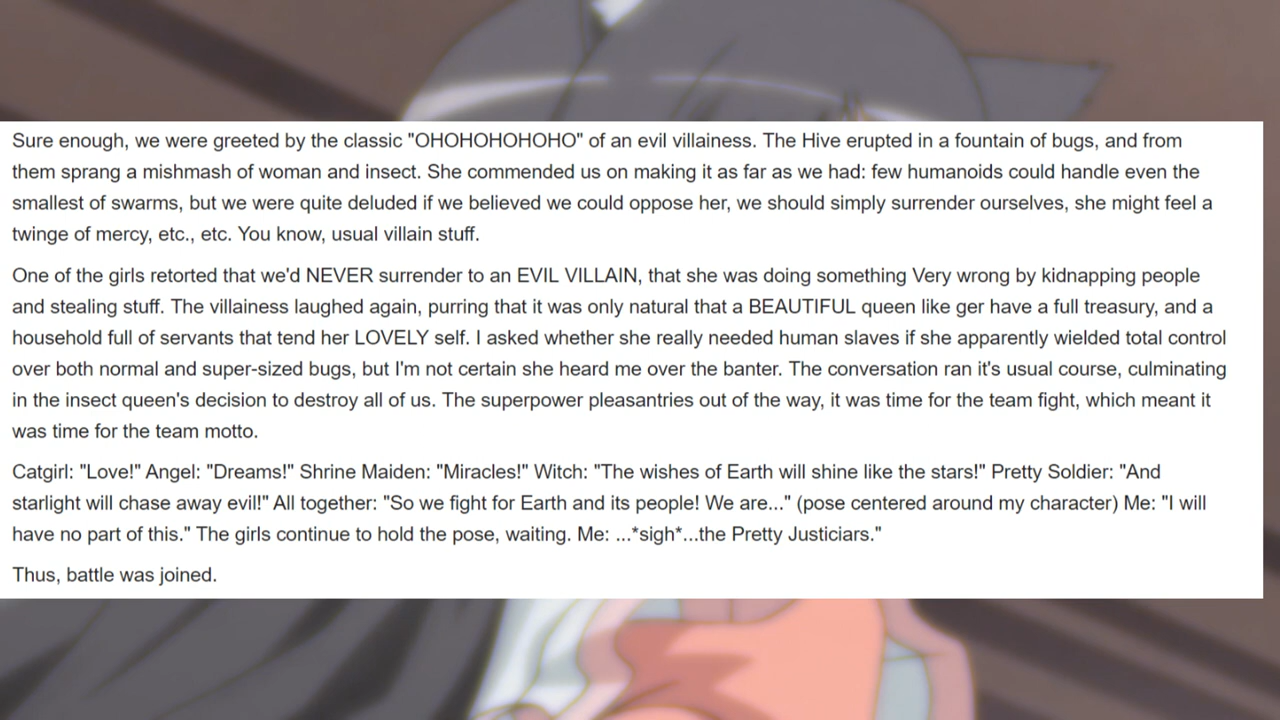 Sure enough, we were greeted by the classic "OHOHOHOHOHO" of an evil villainess. The Hive erupted in a fountain of bugs, and from
them sprang a mishmash of woman and insect. She commended us on making it as far as we had: few humanoids could handle even the
smallest of swarms, but we were quite deluded if we believed we could oppose her, we should simply surrender ourselves, she might feel a
twinge of mercy, etc., etc. You know, usual villain stuff.
One of the girls retorted that we'd NEVER surrender to an EVIL VILLAIN, that she was doing something Very wrong by kidnapping people
and stealing stuff. The villainess laughed again, purring that it was only natural that a BEAUTIFUL queen like ger have a full treasury, and a
household full of servants that tend her LOVELY self. I asked whether she really needed human slaves if she apparently wielded total control
over both normal and super-sized bugs, but I'm not certain she heard me over the banter. The conversation ran it's usual course, culminating
in the insect queen's decision to destroy all of us. The superpower pleasantries out of the way, it was time for the team fight, which meant it
was time for the team motto.
Catgirl: "Love!" Angel: "Dreams!" Shrine Maiden: "Miracles!" Witch: "The wishes of Earth will shine like the stars!" Pretty Soldier: "And
starlight will chase away evil!" All together: "So we fight for Earth and its people! We are..." (pose centered around my character) Me: "I will
have no part of this." The girls continue to hold the pose, waiting. Me: ...*sigh*...the Pretty Justiciars."
Thus, battle was joined.